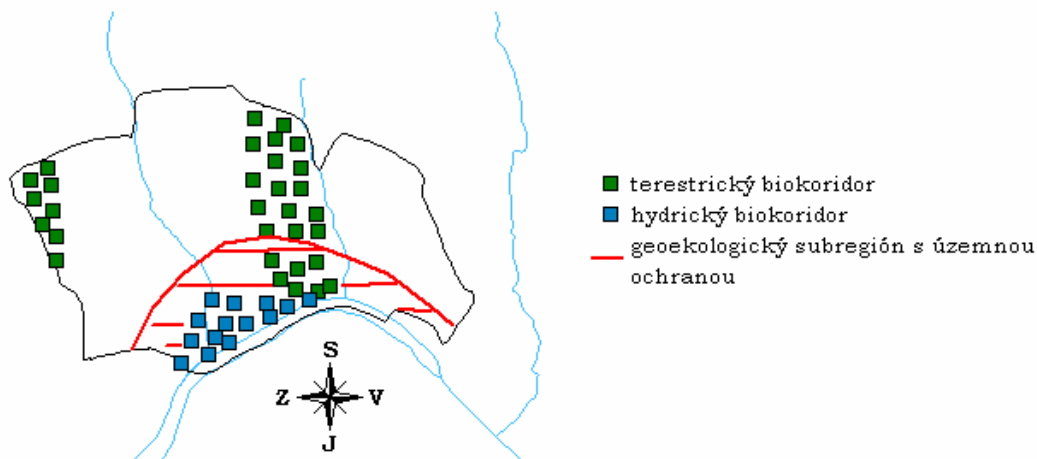 terestrický biokoridor
hydrický biokoridor
geoekologický subregión s územnou
ochranou
S
Z V
J